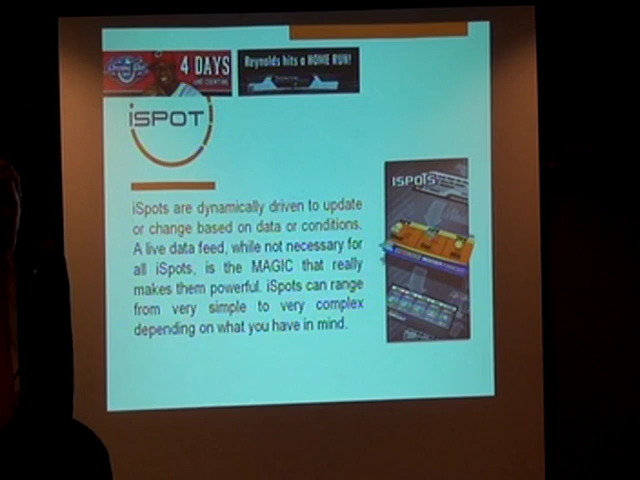 4 DAYS
Reynolds hits a HOME RUN!
iSPOT
iSPOTS
iSpots are dynamically driven to update
or change based on data or conditions.
A live data feed, while not necessary for
all iSpots, is the MAGIC that really
makes them powerful. iSpots can range
from very simple to very complex
depending on what you have in mind.